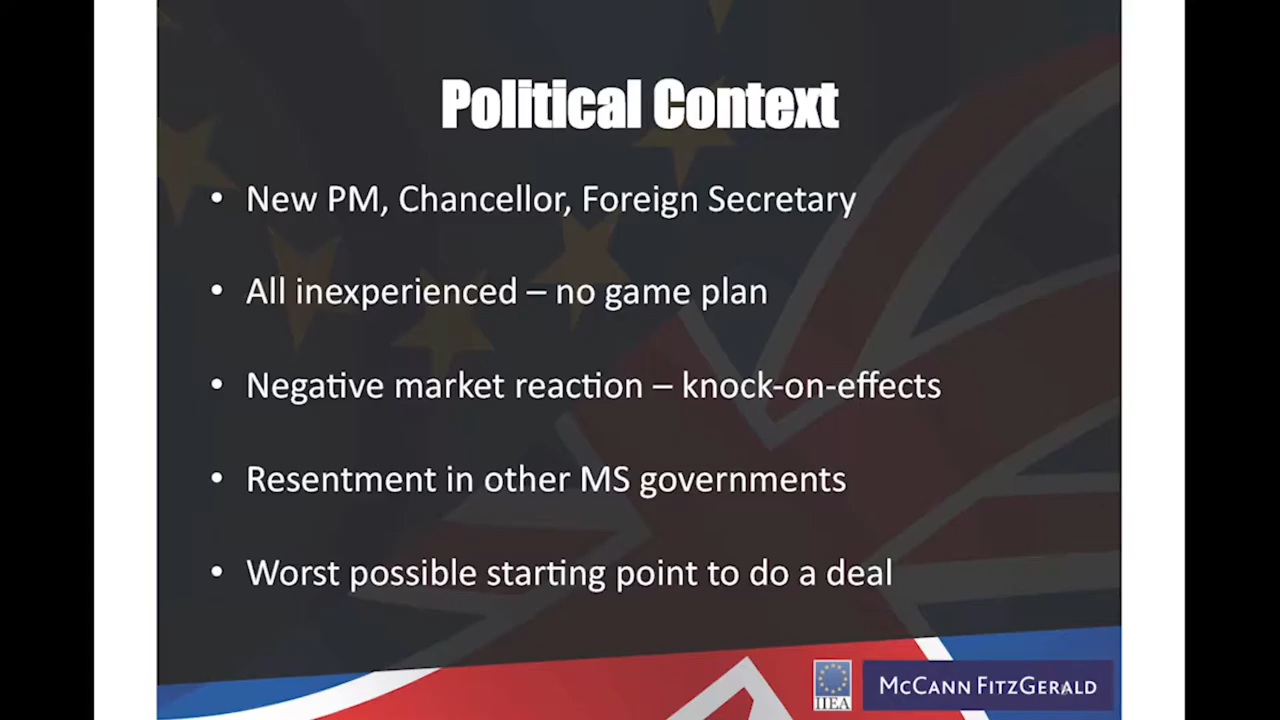 Political Context
• New PM, Chancellor, Foreign Secretary
• All inexperienced – no game plan
• Negative market reaction – knock-on-effects
• Resentment in other MS governments
• Worst possible starting point to do a deal
IIEA
McCann FitzGerald